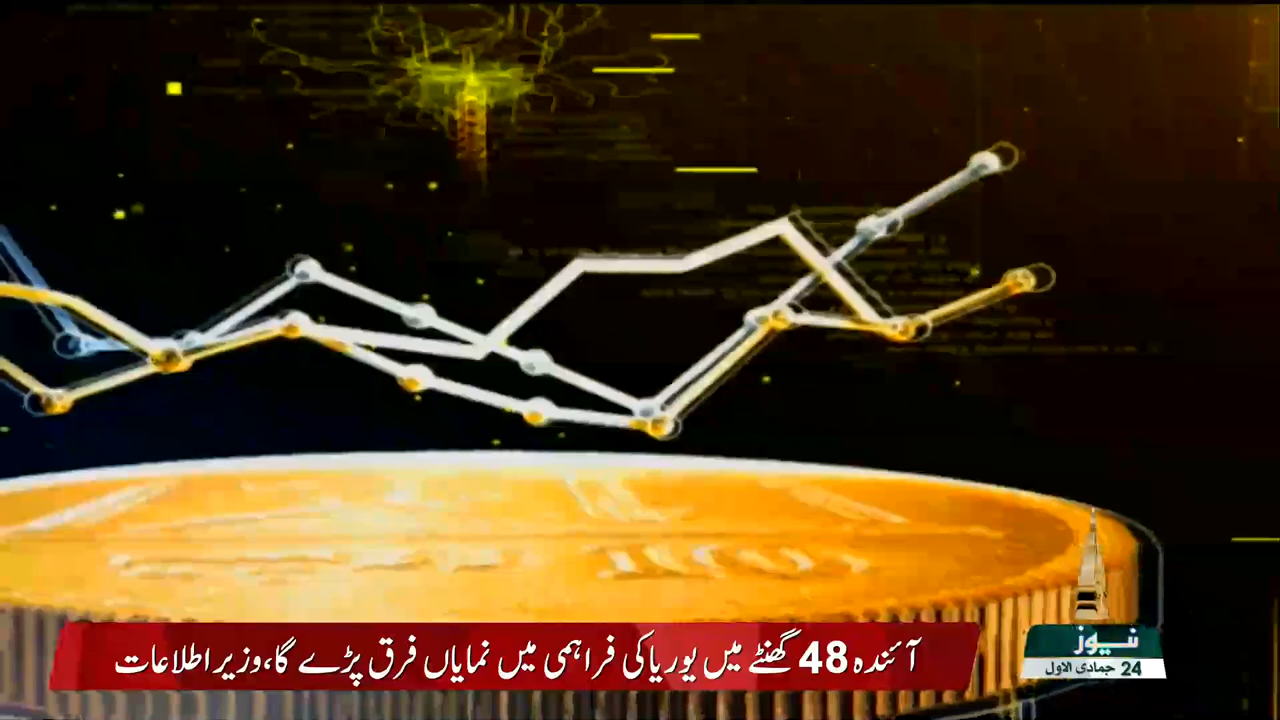 آئندہ 48 گھنٹے میں یوریا کی فراہمی میں نمایاں فرق پڑے گا، وزیر اطلاعات
نیوز
24 جمادی الاول